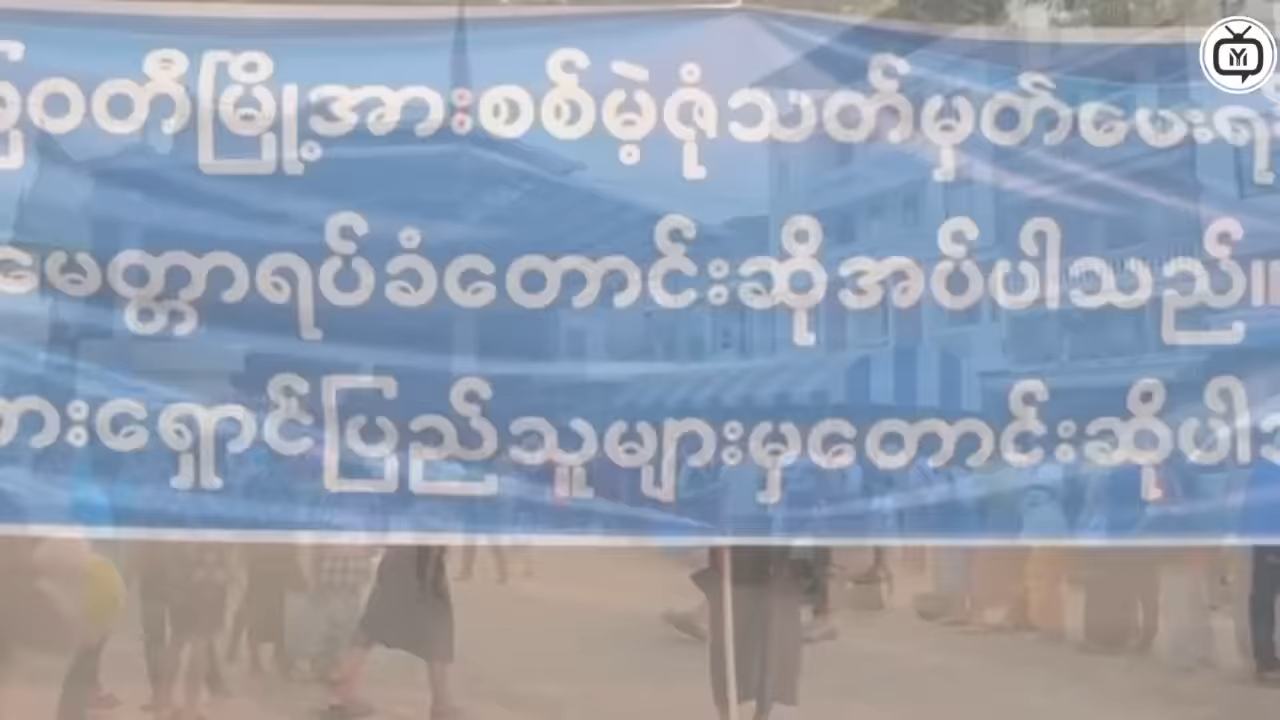 ဝတီမြို့အားစစ်မဲ့ဇုံသတ်မှတ်ပေးရ
မေတ္တာရပ်ခံတောင်းဆိုအပ်ပါသည်။
ရှောင်ပြည်သူများမှတောင်းဆိုပါ